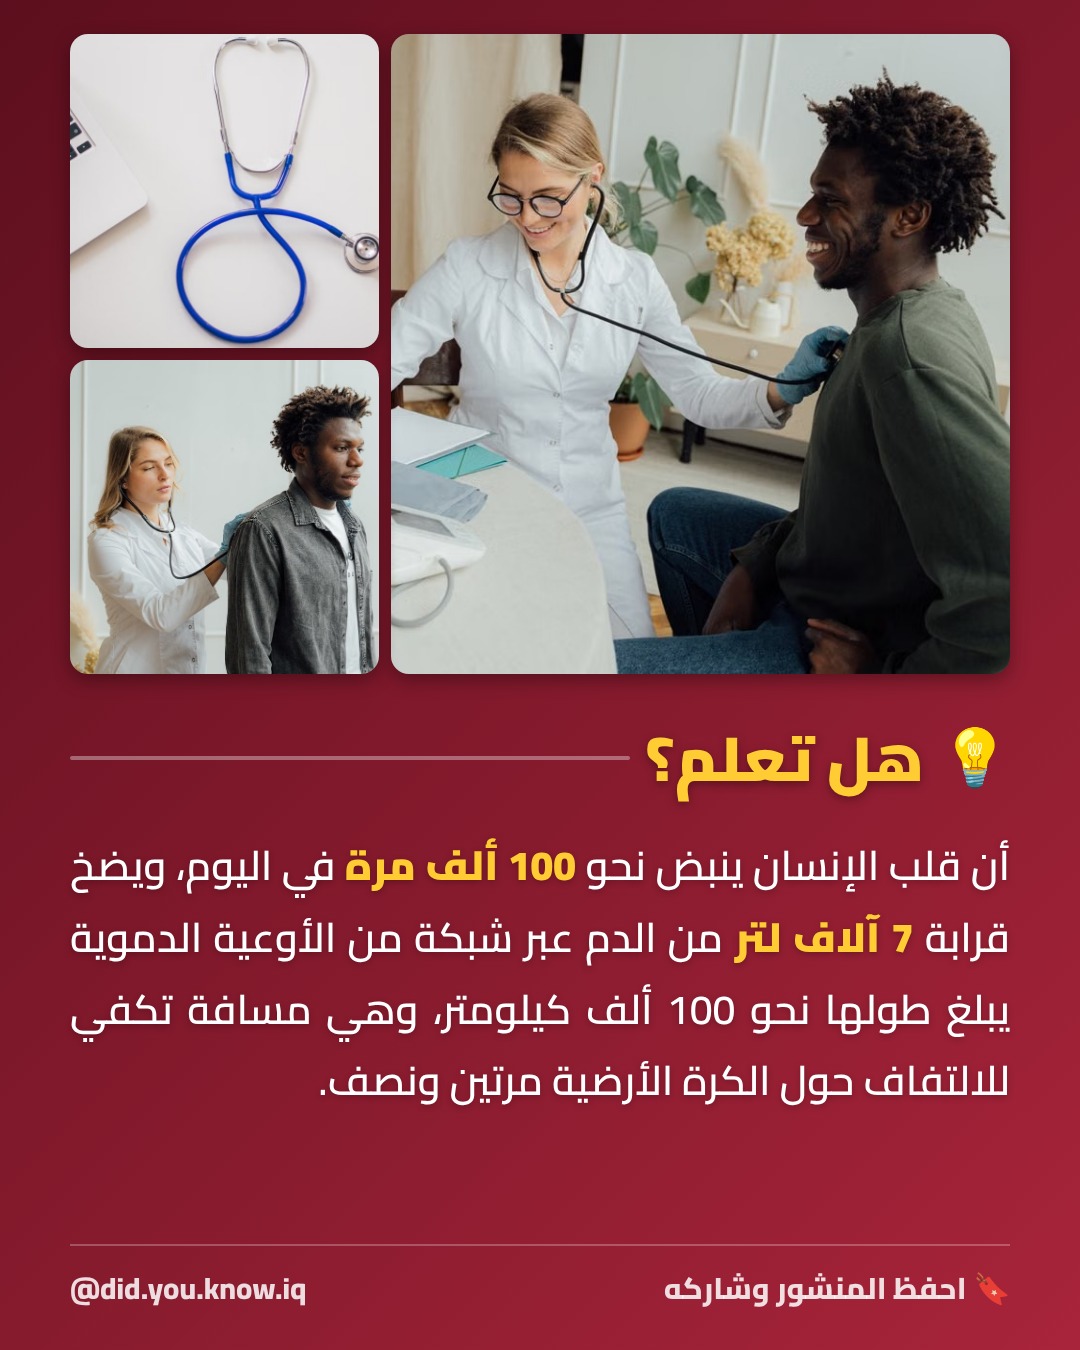 💡 هل تعلم؟
أن قلب الإنسان ينبض نحو 100 ألف مرة في اليوم، ويضخ
قرابة 7 آلاف لتر من الدم عبر شبكة من الأوعية الدموية
يبلغ طولها نحو 100 ألف كيلومتر، وهي مسافة تكفي
للالتفاف حول الكرة الأرضية مرتين ونصف.
🔖 احفظ المنشور وشاركه
@did.you.know.iq